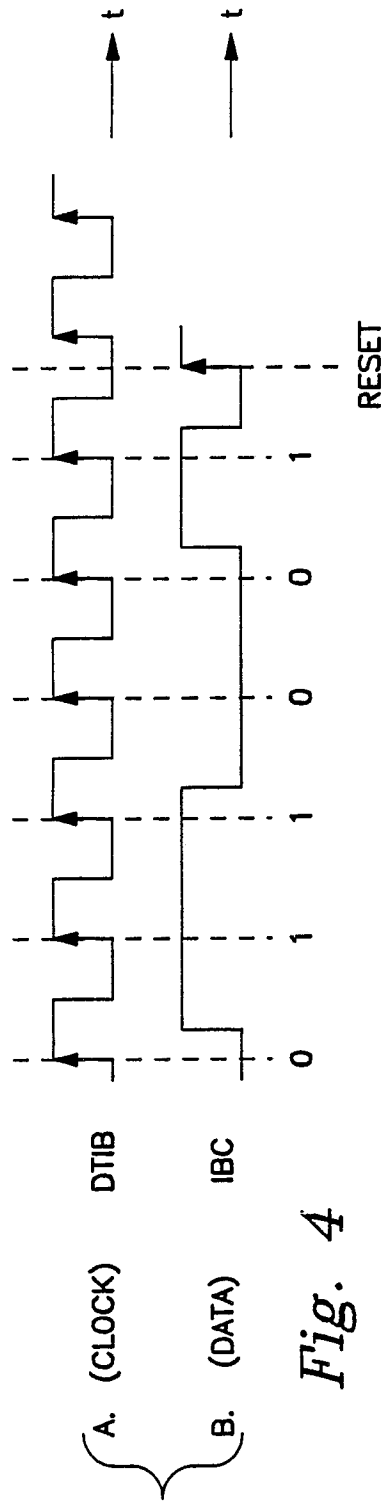 A. (CLOCK) DTIB t
B. (DATA) IBC t
0 1 1 0 0 1 RESET
Fig. 4